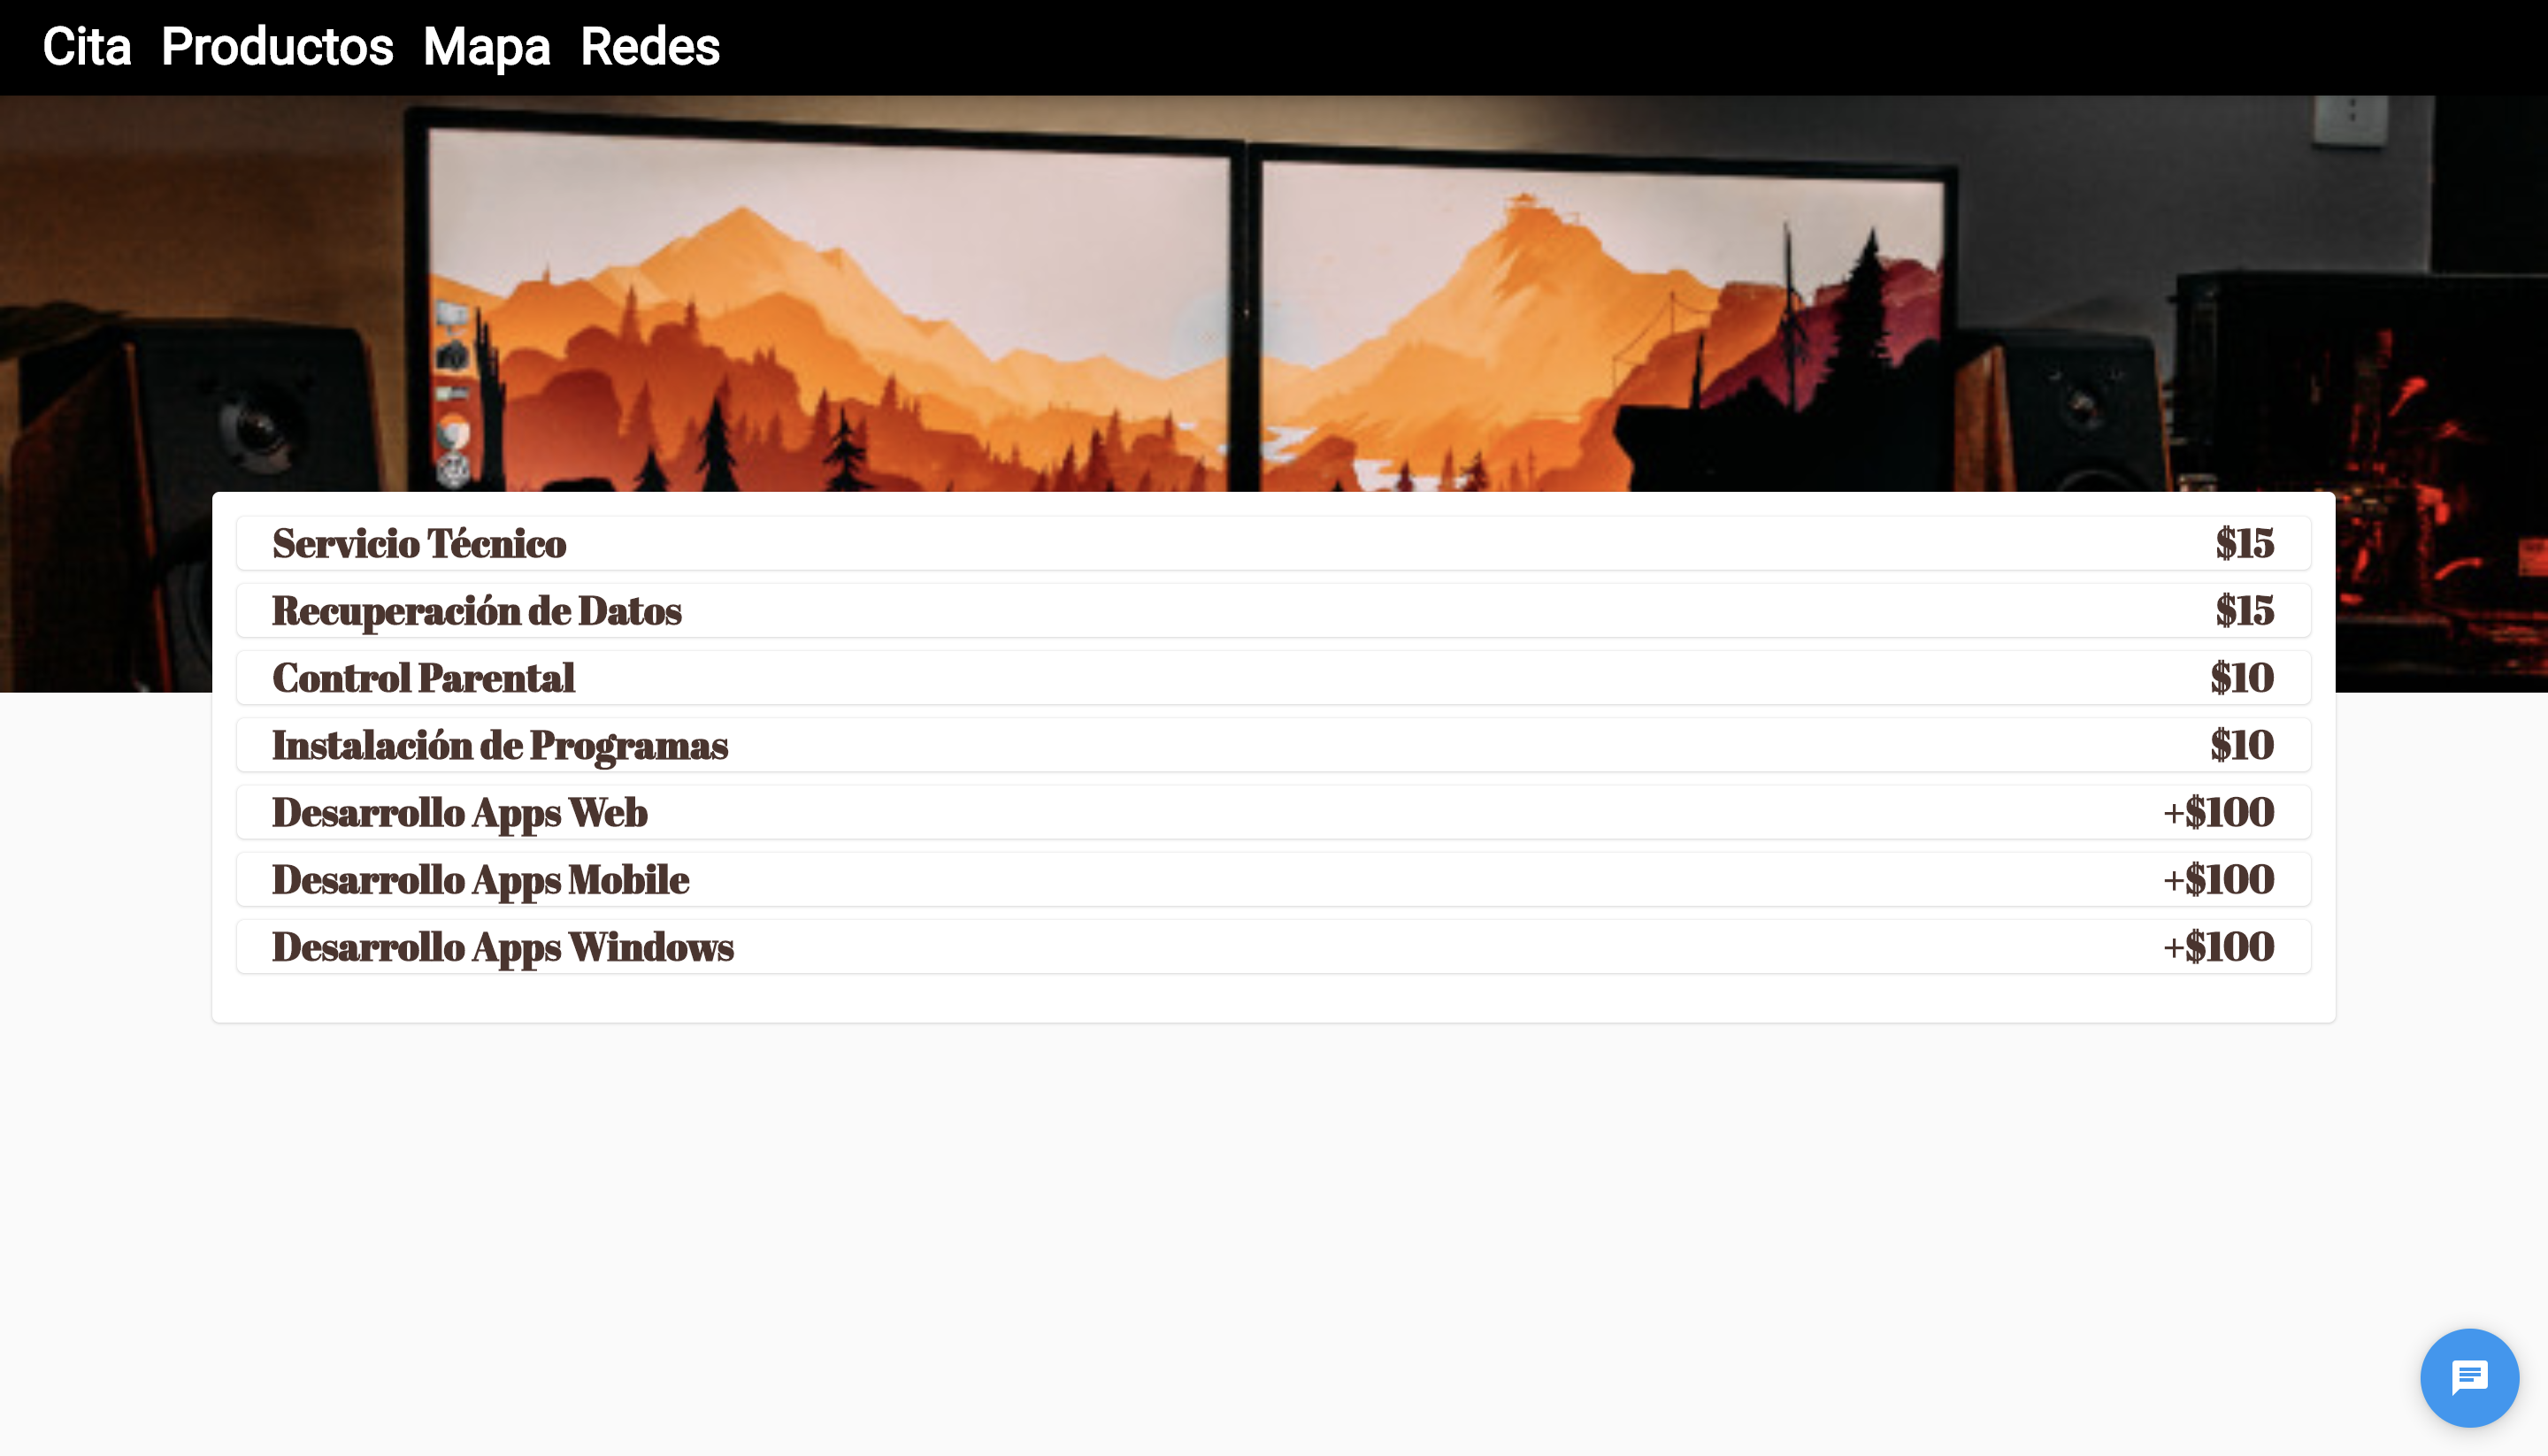 Cita Productos Mapa Redes
Servicio Técnico $15
Recuperación de Datos $15
Control Parental $10
Instalación de Programas $10
Desarrollo Apps Web +$100
Desarrollo Apps Mobile +$100
Desarrollo Apps Windows +$100